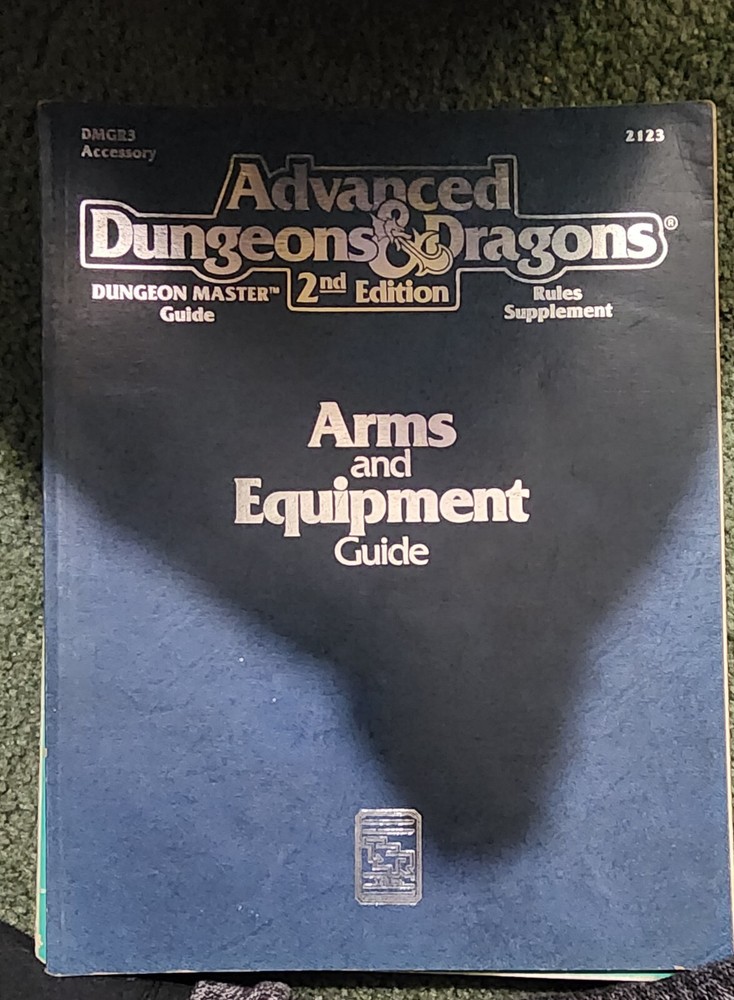 DMGR3
Accessory
2123
Advanced
Dungeons & Dragons®
2nd Edition
DUNGEON MASTER™
Guide
Rules
Supplement
Arms
and
Equipment
Guide
TSR